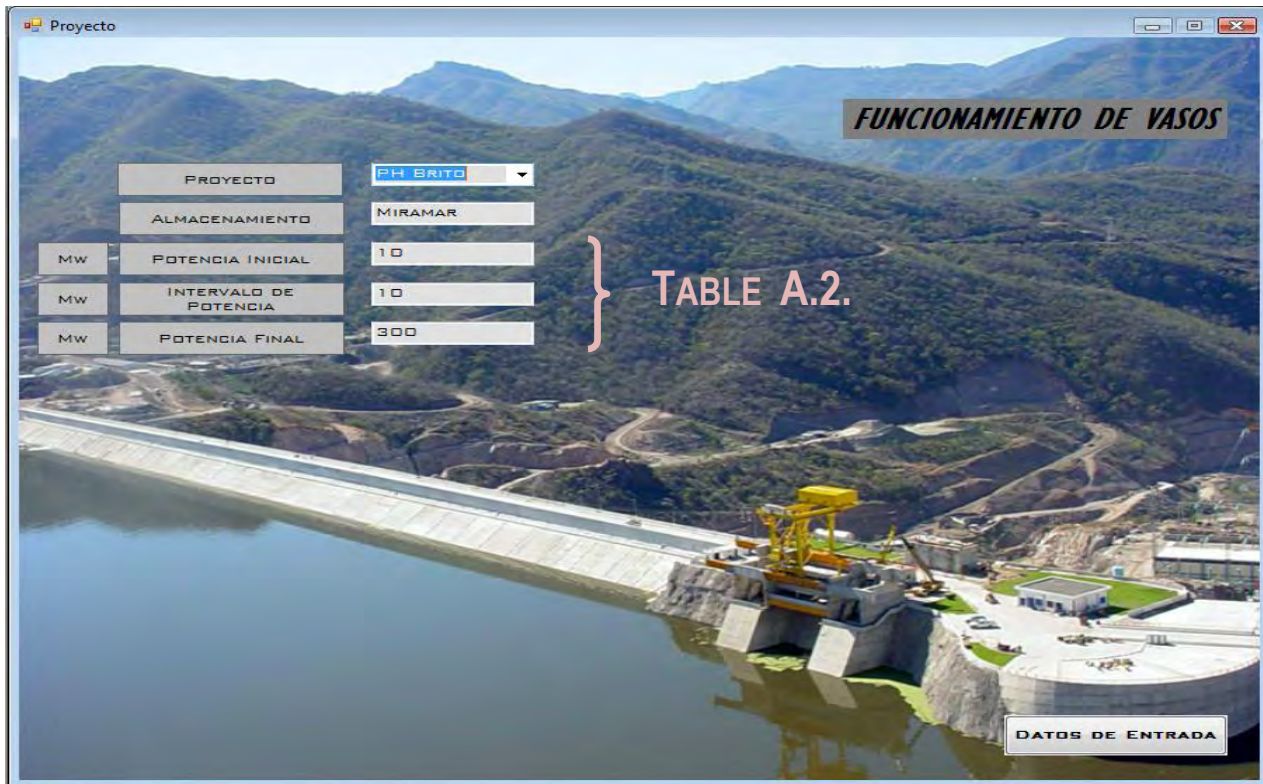 Proyecto
FUNCIONAMIENTO DE VASOS
PROYECTO
PH BRITO
ALMACENAMIENTO
MIRAMAR
MW
POTENCIA INICIAL
10
MW
INTERVALO DE
POTENCIA
10
MW
POTENCIA FINAL
300
TABLE A.2.
DATOS DE ENTRADA